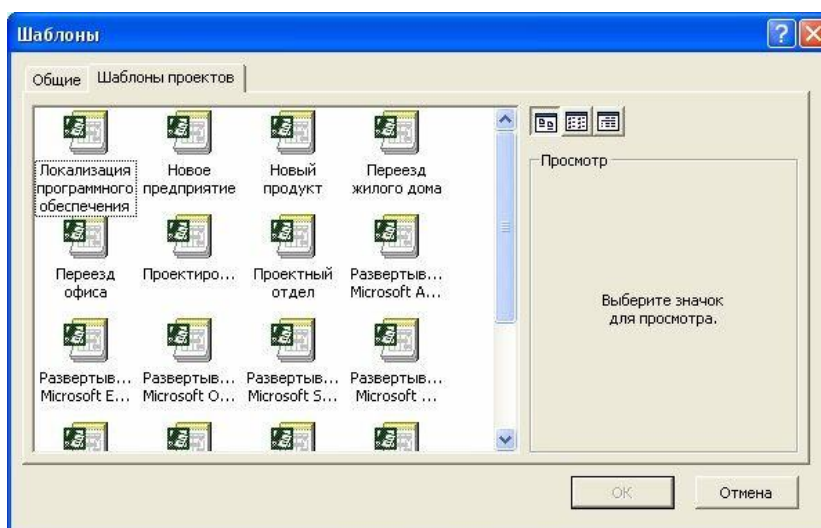 Шаблоны
Общие
Шаблоны проектов
Локализация
программного
обеспечения
Новое
предприятие
Новый
продукт
Переезд
жилого дома
Переезд
офиса
Проектиро...
Проектный
отдел
Развертыв...
Microsoft A...
Развертыв...
Microsoft E...
Развертыв...
Microsoft O...
Развертыв...
Microsoft S...
Развертыв...
Microsoft ...
Просмотр
Выберите значок
для просмотра.
ОК
Отмена